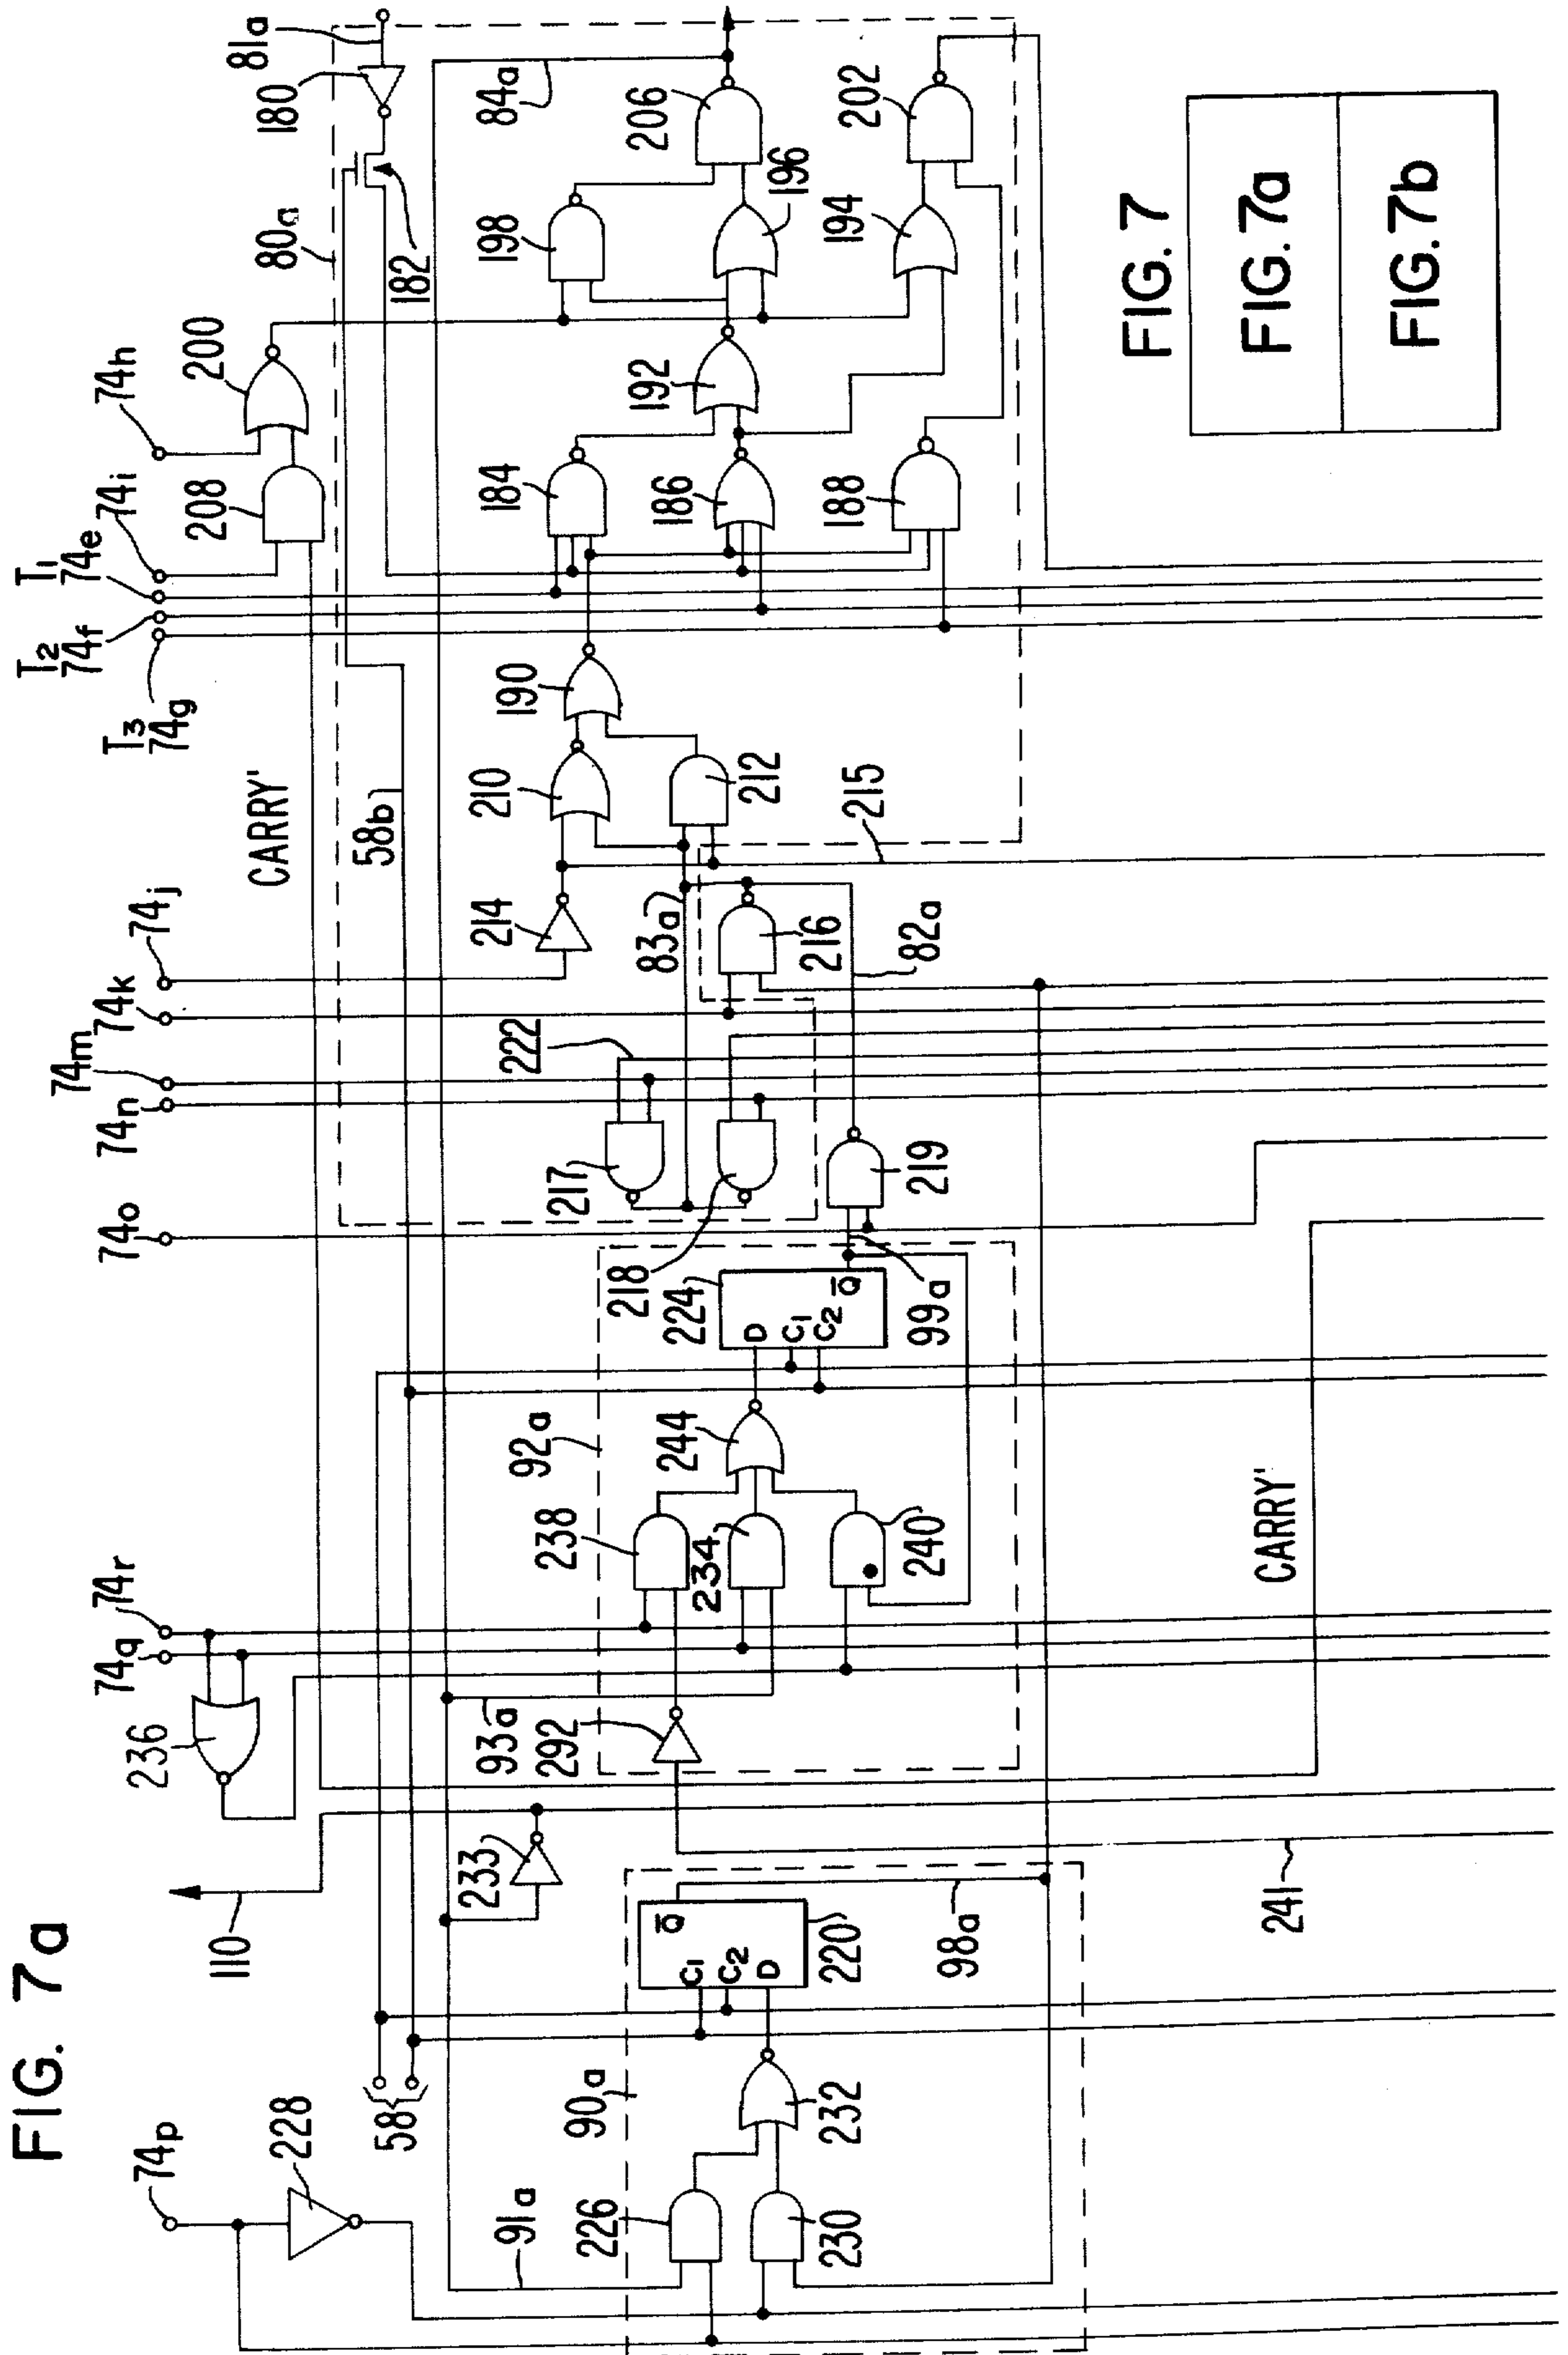 FIG. 7a
74p
228
58
91a
226
90a
230
232
C1
C2
D
Q̅
220
98a
110
233
241
236
74q
74r
93a
292
92a
238
234
240
244
224
D
C1
C2
Q̅
99a
CARRY'
74o
74n
74m
74k
74j
217
218
219
222
216
82a
83a
214
215
210
212
190
CARRY'
58b
T3
74g
T2
74f
T1
74e
74i
74h
208
200
80a
182
180
81a
184
186
188
192
194
196
198
84a
206
202
FIG. 7
FIG. 7a
FIG. 7b